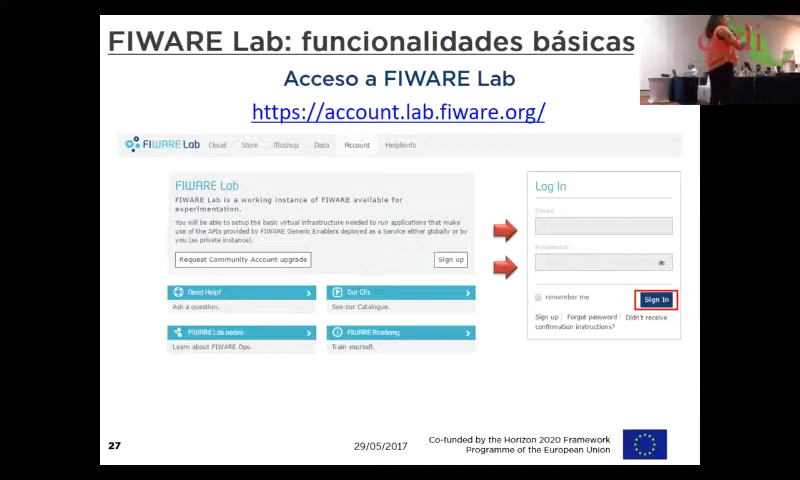 FIWARE Lab: funcionalidades básicas
Acceso a FIWARE Lab
https://account.lab.fiware.org/
FIWARE Lab Cloud Store Mashup Data Account Help&info
FIWARE Lab
FIWARE Lab is a working instance of FIWARE available for
experimentation.
You will be able to setup the basic virtual infrastructure needed to run applications that make
use of the APIs provided by FIWARE Generic Enablers deployed as a Service either globally or by
you (as private instance).
Request Community Account upgrade
Sign up
Need Help?
Ask a question.
Our GEs
See our Catalogue.
FIWARE Lab nodes
Learn about FIWARE Ops.
FIWARE Academy
Train yourself.
Log In
Email
Password
remember me
Sign In
Sign up | Forgot password | Didn't receive
confirmation instructions?
27
29/05/2017
Co-funded by the Horizon 2020 Framework
Programme of the European Union